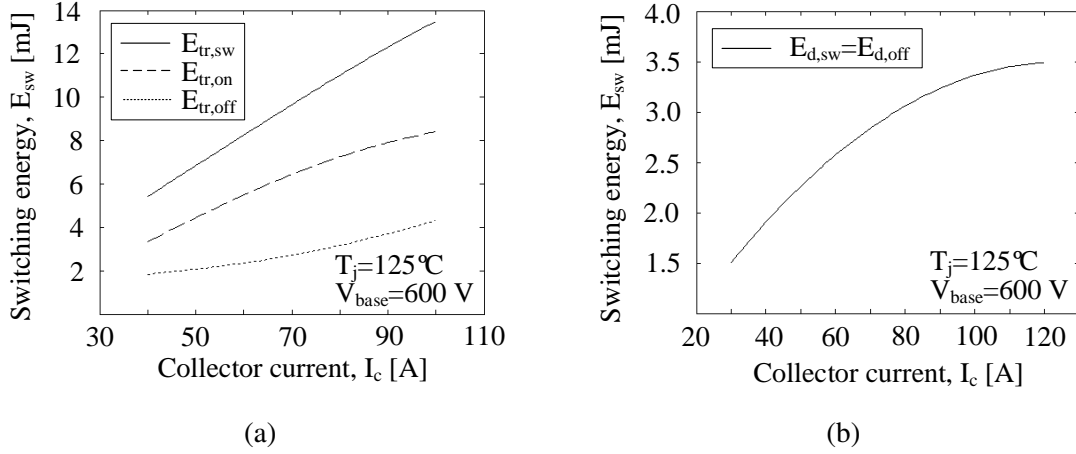 14
12
10
8
6
4
2
Switching energy, E_sw [mJ]
E_tr,sw
E_tr,on
E_tr,off
T_j=125°C
V_base=600 V
30 50 70 90 110
Collector current, I_c [A]
(a)
4.0
3.5
3.0
2.5
2.0
1.5
Switching energy, E_sw [mJ]
E_d,sw=E_d,off
T_j=125°C
V_base=600 V
20 40 60 80 100 120
Collector current, I_c [A]
(b)